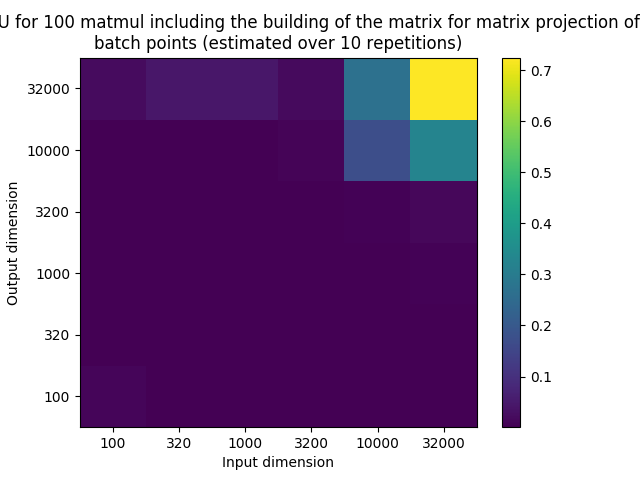 U for 100 matmul including the building of the matrix for matrix projection of
batch points (estimated over 10 repetitions)
32000
10000
3200
1000
320
100
Output dimension
100 320 1000 3200 10000 32000
Input dimension
0.7
0.6
0.5
0.4
0.3
0.2
0.1